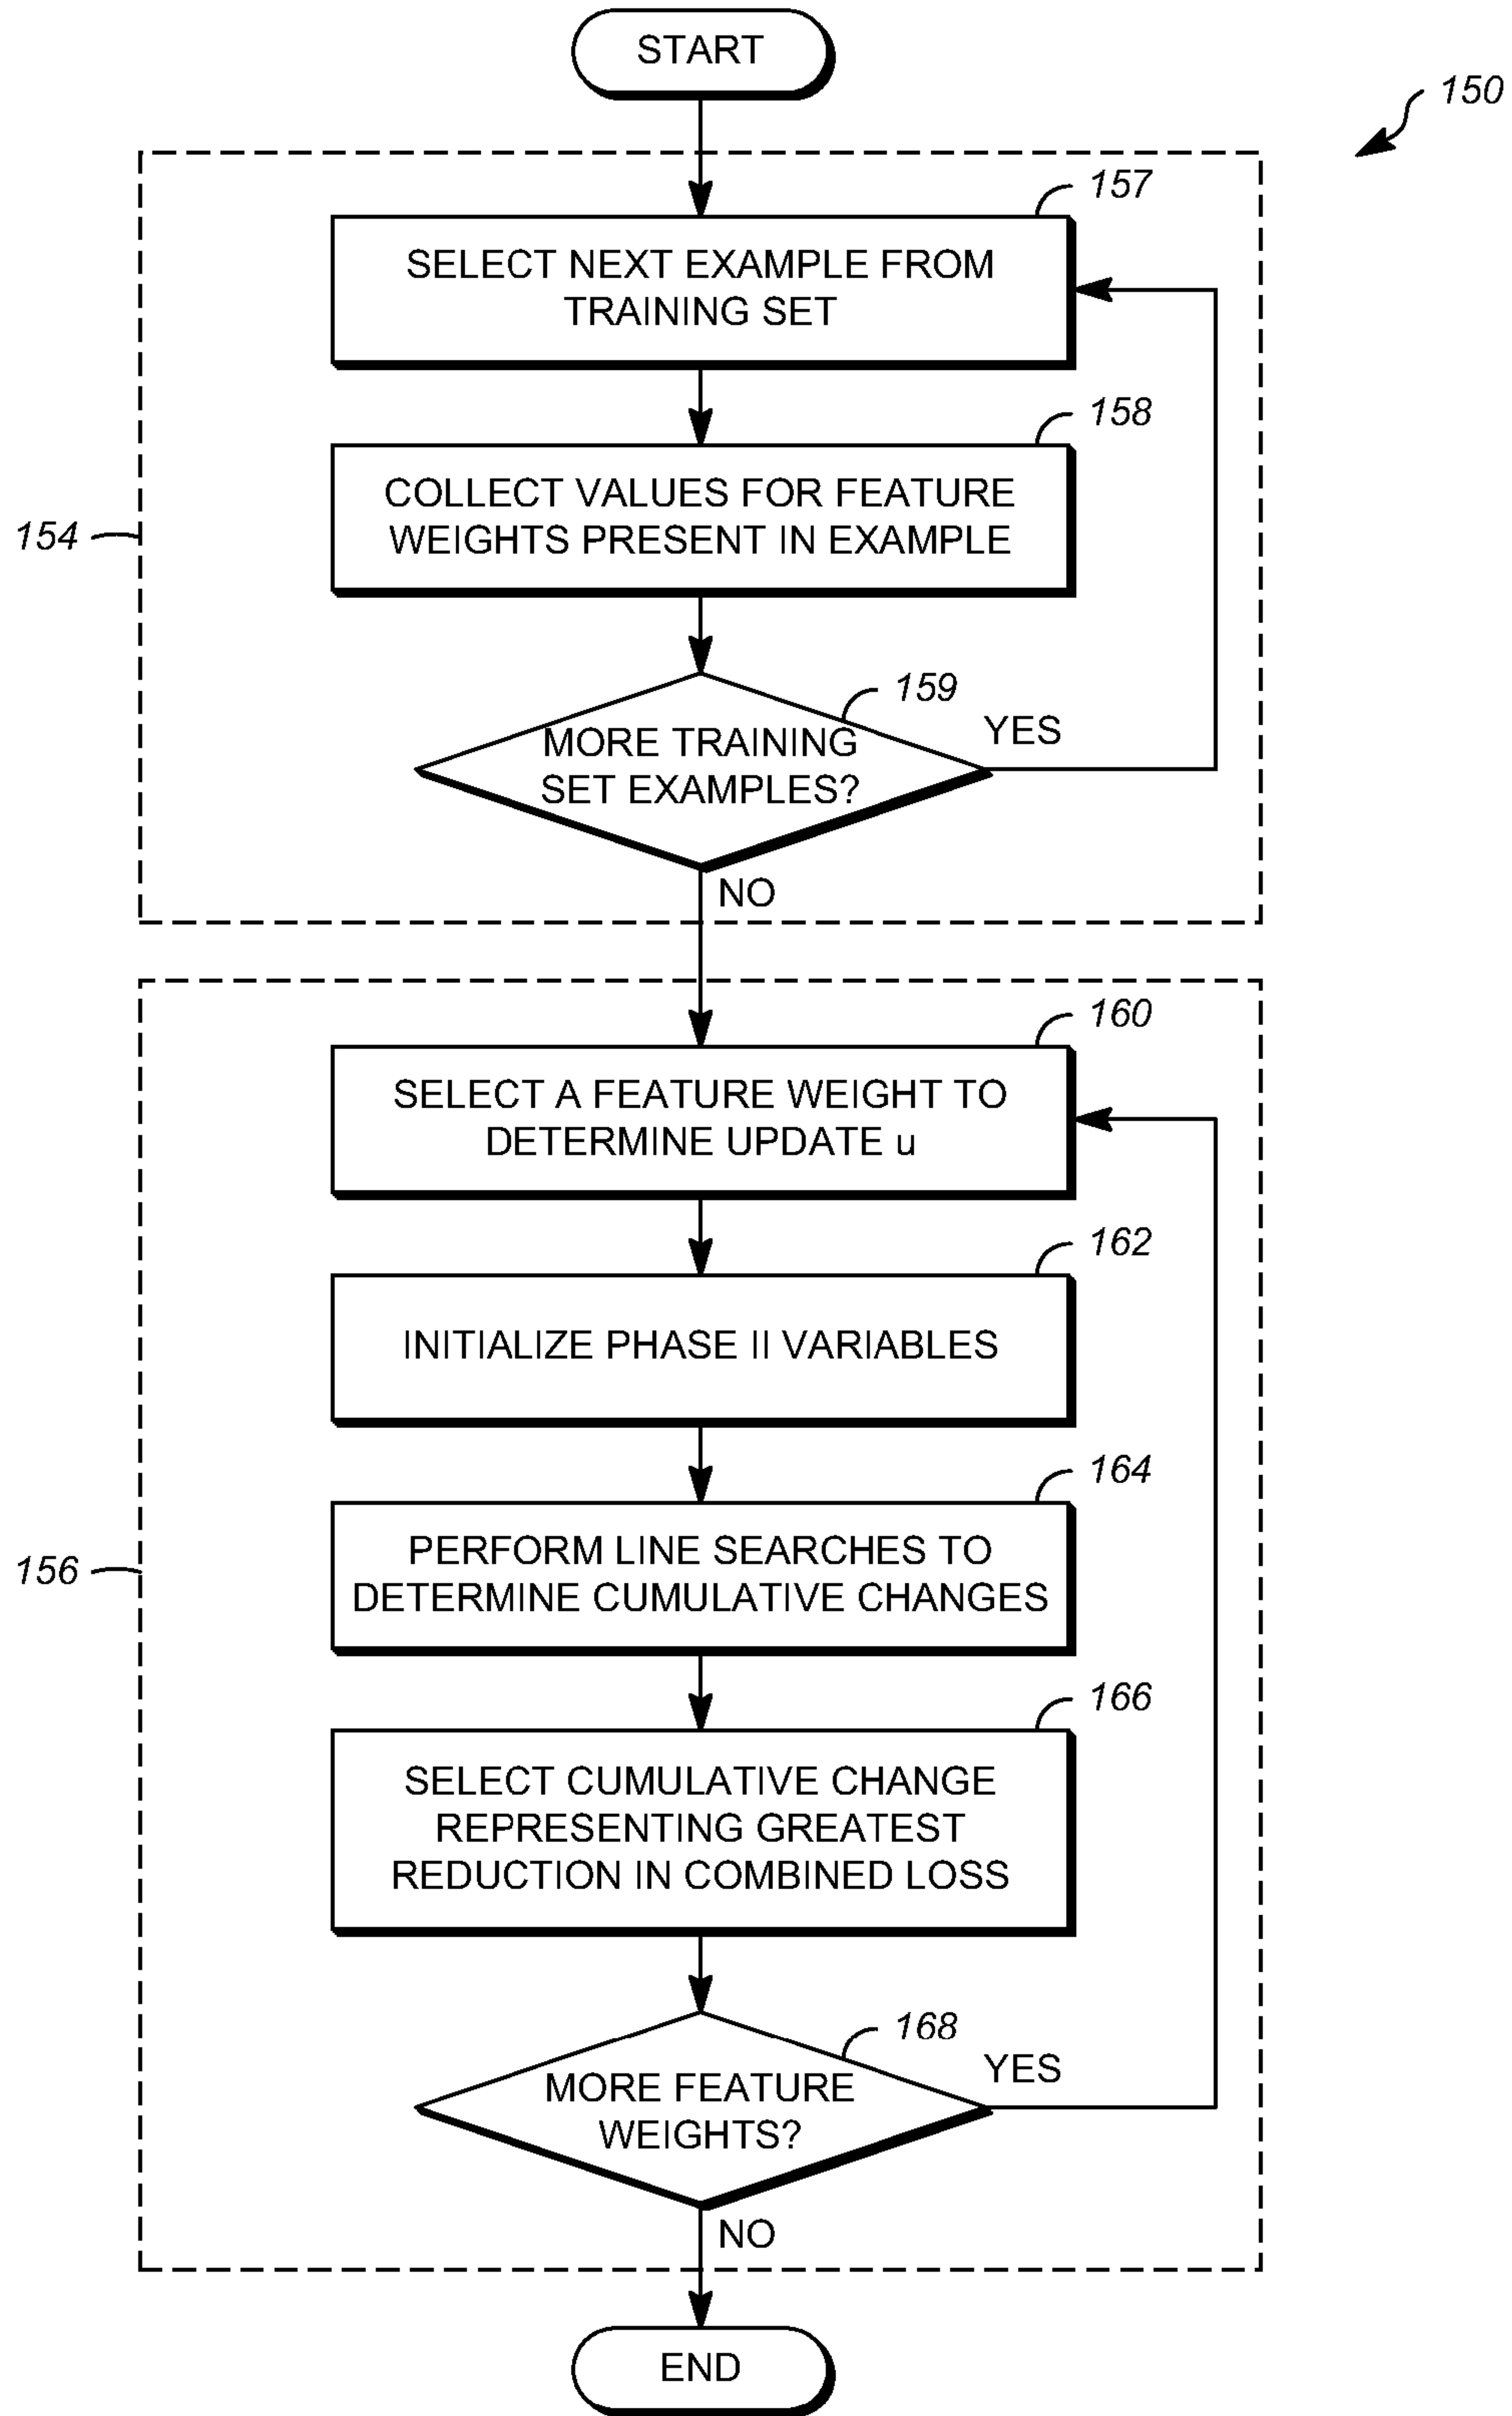 START
150
157
SELECT NEXT EXAMPLE FROM
TRAINING SET
158
COLLECT VALUES FOR FEATURE
WEIGHTS PRESENT IN EXAMPLE
154
159
MORE TRAINING
SET EXAMPLES?
YES
NO
160
SELECT A FEATURE WEIGHT TO
DETERMINE UPDATE u
162
INITIALIZE PHASE II VARIABLES
164
PERFORM LINE SEARCHES TO
DETERMINE CUMULATIVE CHANGES
156
166
SELECT CUMULATIVE CHANGE
REPRESENTING GREATEST
REDUCTION IN COMBINED LOSS
168
MORE FEATURE
WEIGHTS?
YES
NO
END